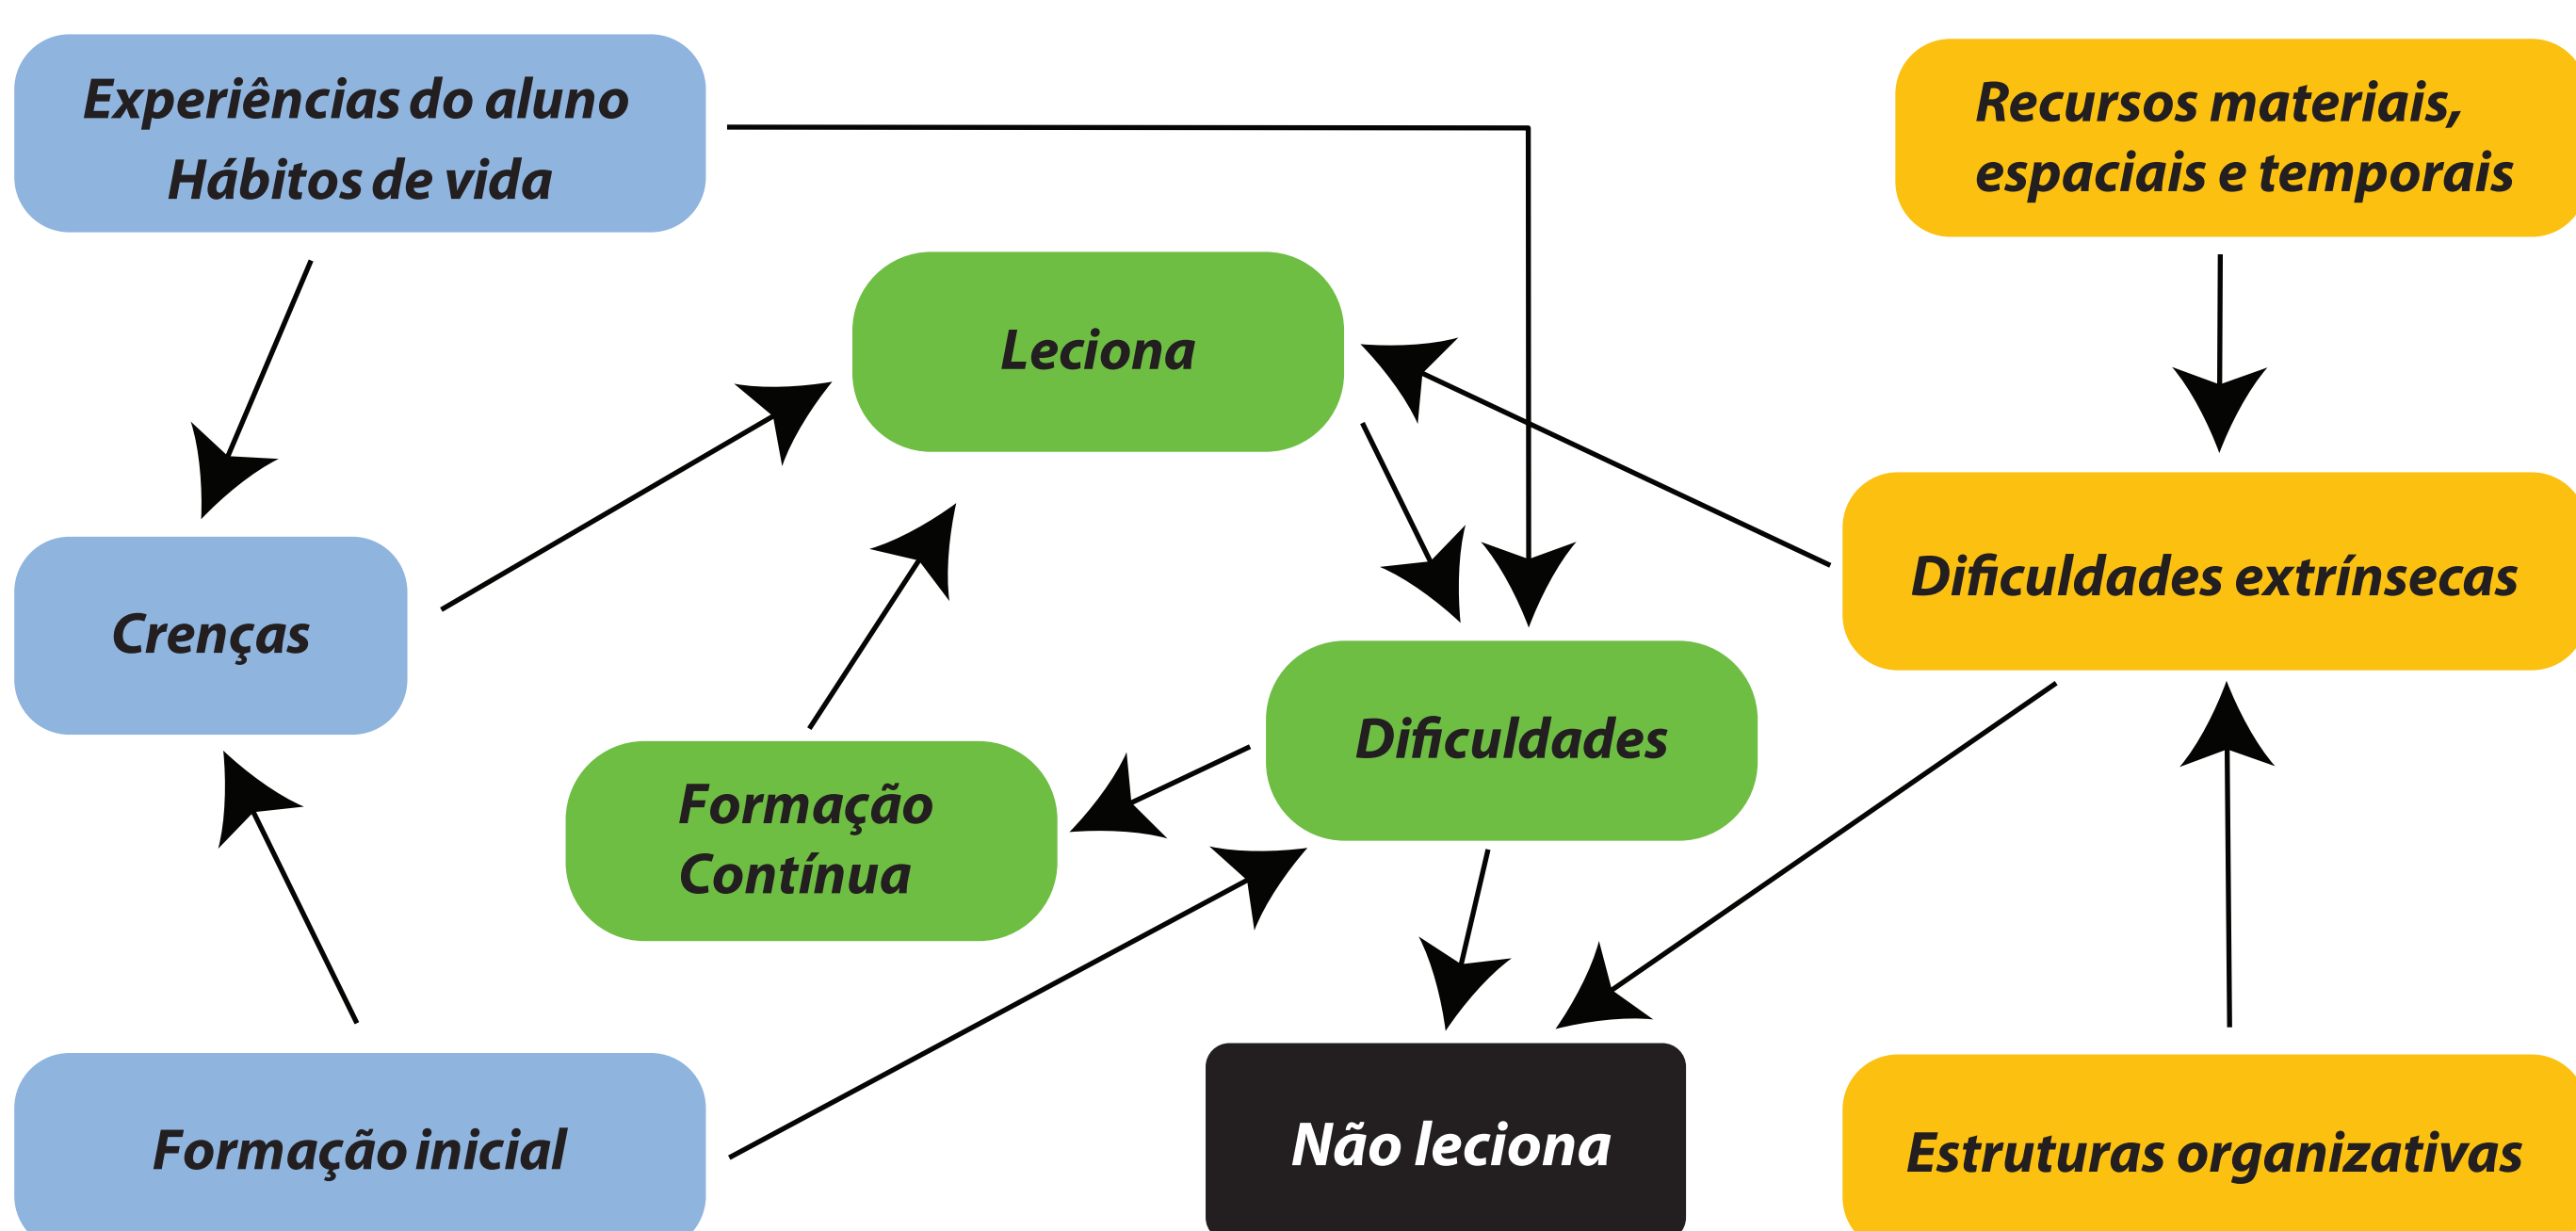 Experiências do aluno
Hábitos de vida
Recursos materiais,
espaciais e temporais
Leciona
Dificuldades extrínsecas
Crenças
Dificuldades
Formação
Contínua
Formação inicial
Não leciona
Estruturas organizativas